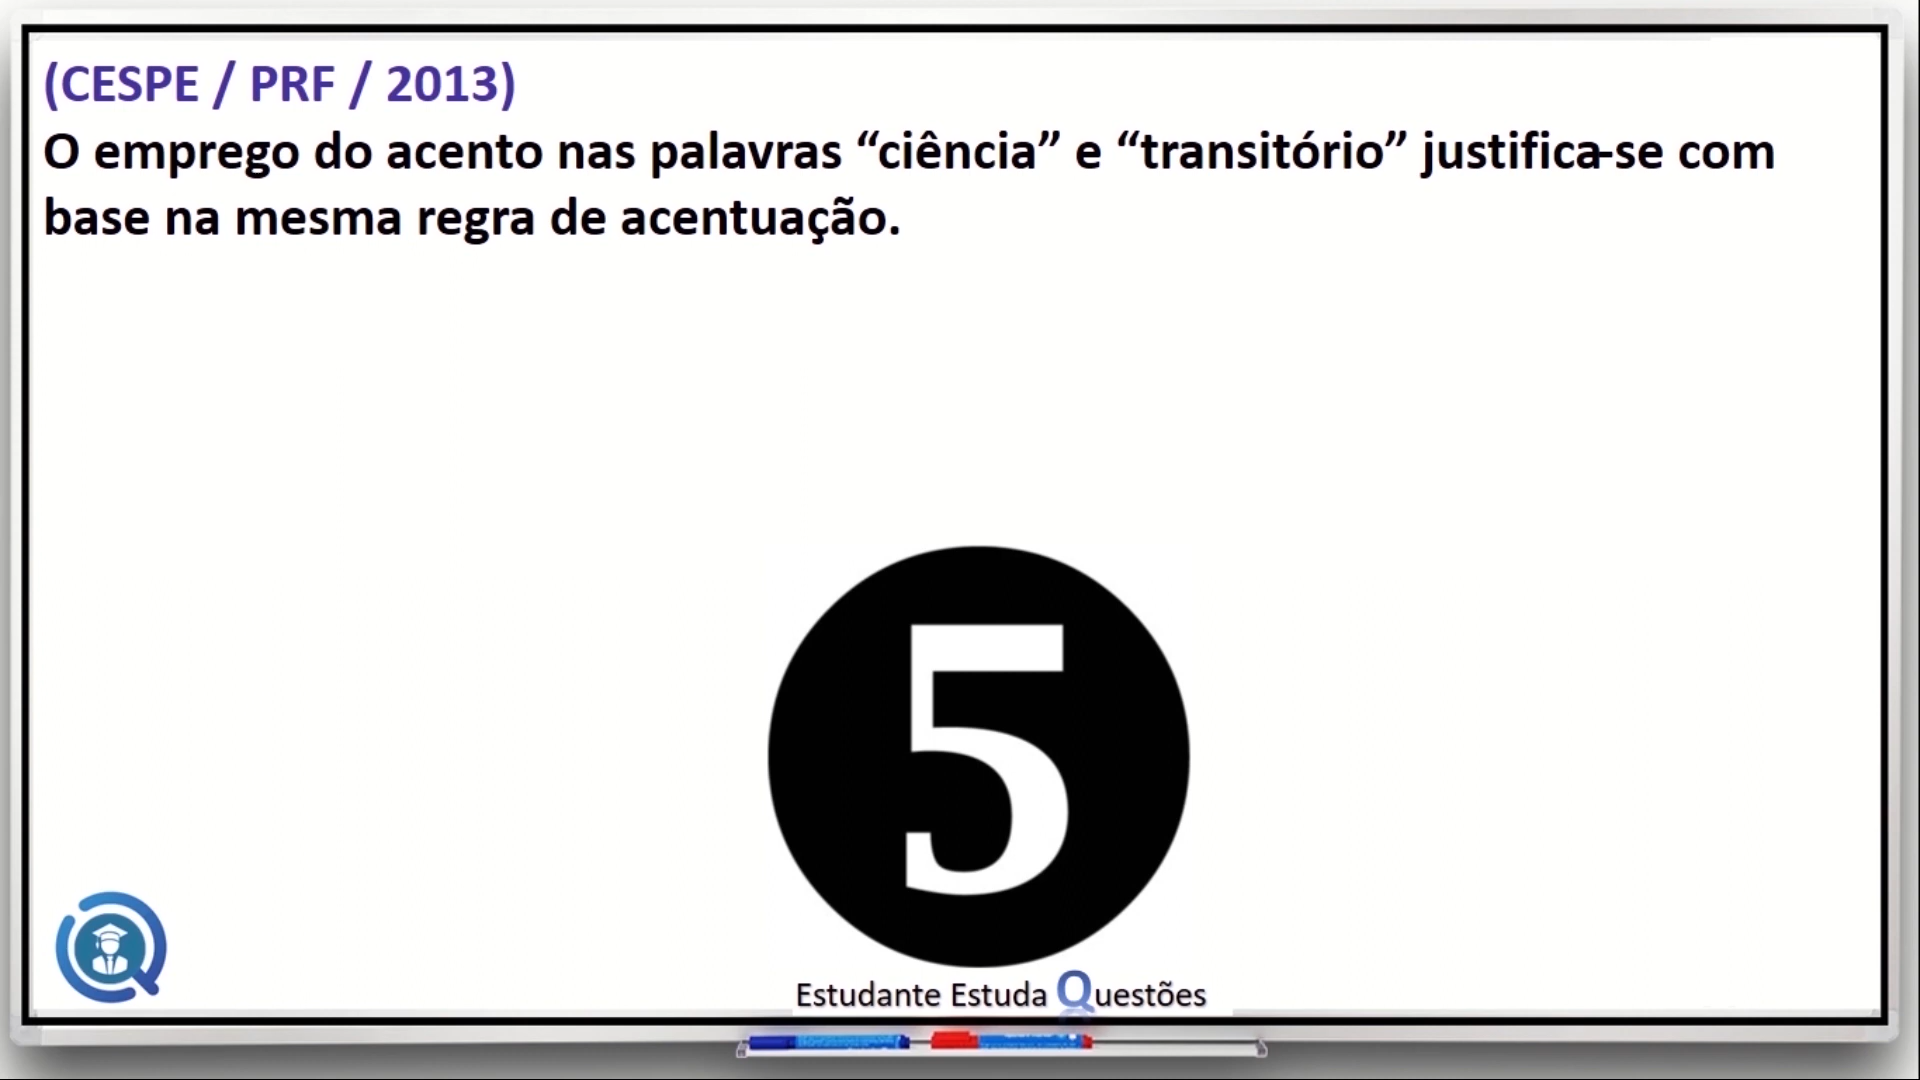 (CESPE / PRF / 2013)
O emprego do acento nas palavras “ciência” e “transitório” justifica-se com
base na mesma regra de acentuação.
5
Estudante Estuda Questões